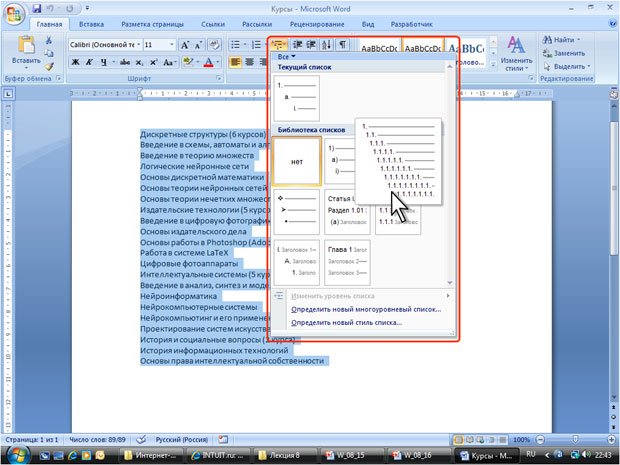 Курсы - Microsoft Word
Главная Вставка Разметка страницы Ссылки Рассылки Рецензирование Вид Разработчик
Вставить
Буфер обмена
Calibri (Основной те 11
Шрифт
AaBbCcDc AaBbCcDc AaBbC
Изменить стили
Найти
Заменить
Выделить
Редактирование
Все
Текущий список
1.
a.
i.
Библиотека списков
нет
1)
a)
i)
1.
1.1.
1.1.1.
1.1.1.1.
1.1.1.1.1.
1.1.1.1.1.1.
1.1.1.1.1.1.1.
1.1.1.1.1.1.1.1.
1.1.1.1.1.1.1.1.1.
Статья I.
Раздел 1.01
(a) Заголовок
1.1.1
I. Заголовок 1
A. Заголовок
1. Заголо
Глава 1 Загол
Заголовок 2
Заголовок 3
Изменить уровень списка
Определить новый многоуровневый список...
Определить новый стиль списка...
Дискретные структуры (6 курсов)
Введение в схемы, автоматы и алг
Введение в теорию множеств
Логические нейронные сети
Основы дискретной математики
Основы теории нейронных сетей
Основы теории нечетких множеств
Издательские технологии (5 курсо
Введение в цифровую фотографи
Основы издательского дела
Основы работы в Photoshop (Adob
Работа в системе LaTeX
Цифровые фотоаппараты
Интеллектуальные системы (5 кур
Введение в анализ, синтез и модел
Нейроинформатика
Нейрокомпьютерные системы
Нейрокомпьютинг и его применен
Проектирование систем искусстве
История и социальные вопросы (2 курса)
История информационных технологий
Основы права интеллектуальной собственности
Страница: 1 из 1 Число слов: 89/89 Русский (Россия) 100%
Интернет-... INTUIT.ru: ... Лекция 8 W_08_15 W_08_16 Курсы - М... RU 22:43